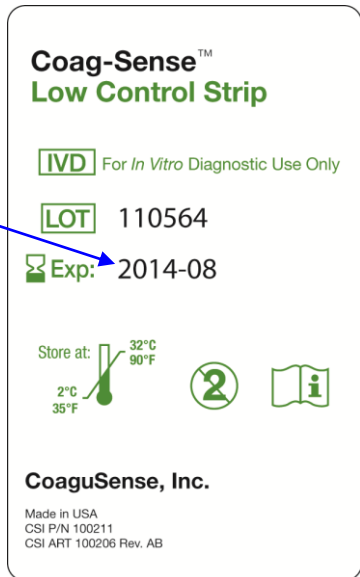 Coag-Sense™
Low Control Strip
IVD For In Vitro Diagnostic Use Only
LOT 110564
Exp: 2014-08
Store at: 32°C
90°F
2°C
35°F
2
i
CoaguSense, Inc.
Made in USA
CSI P/N 100211
CSI ART 100206 Rev. AB